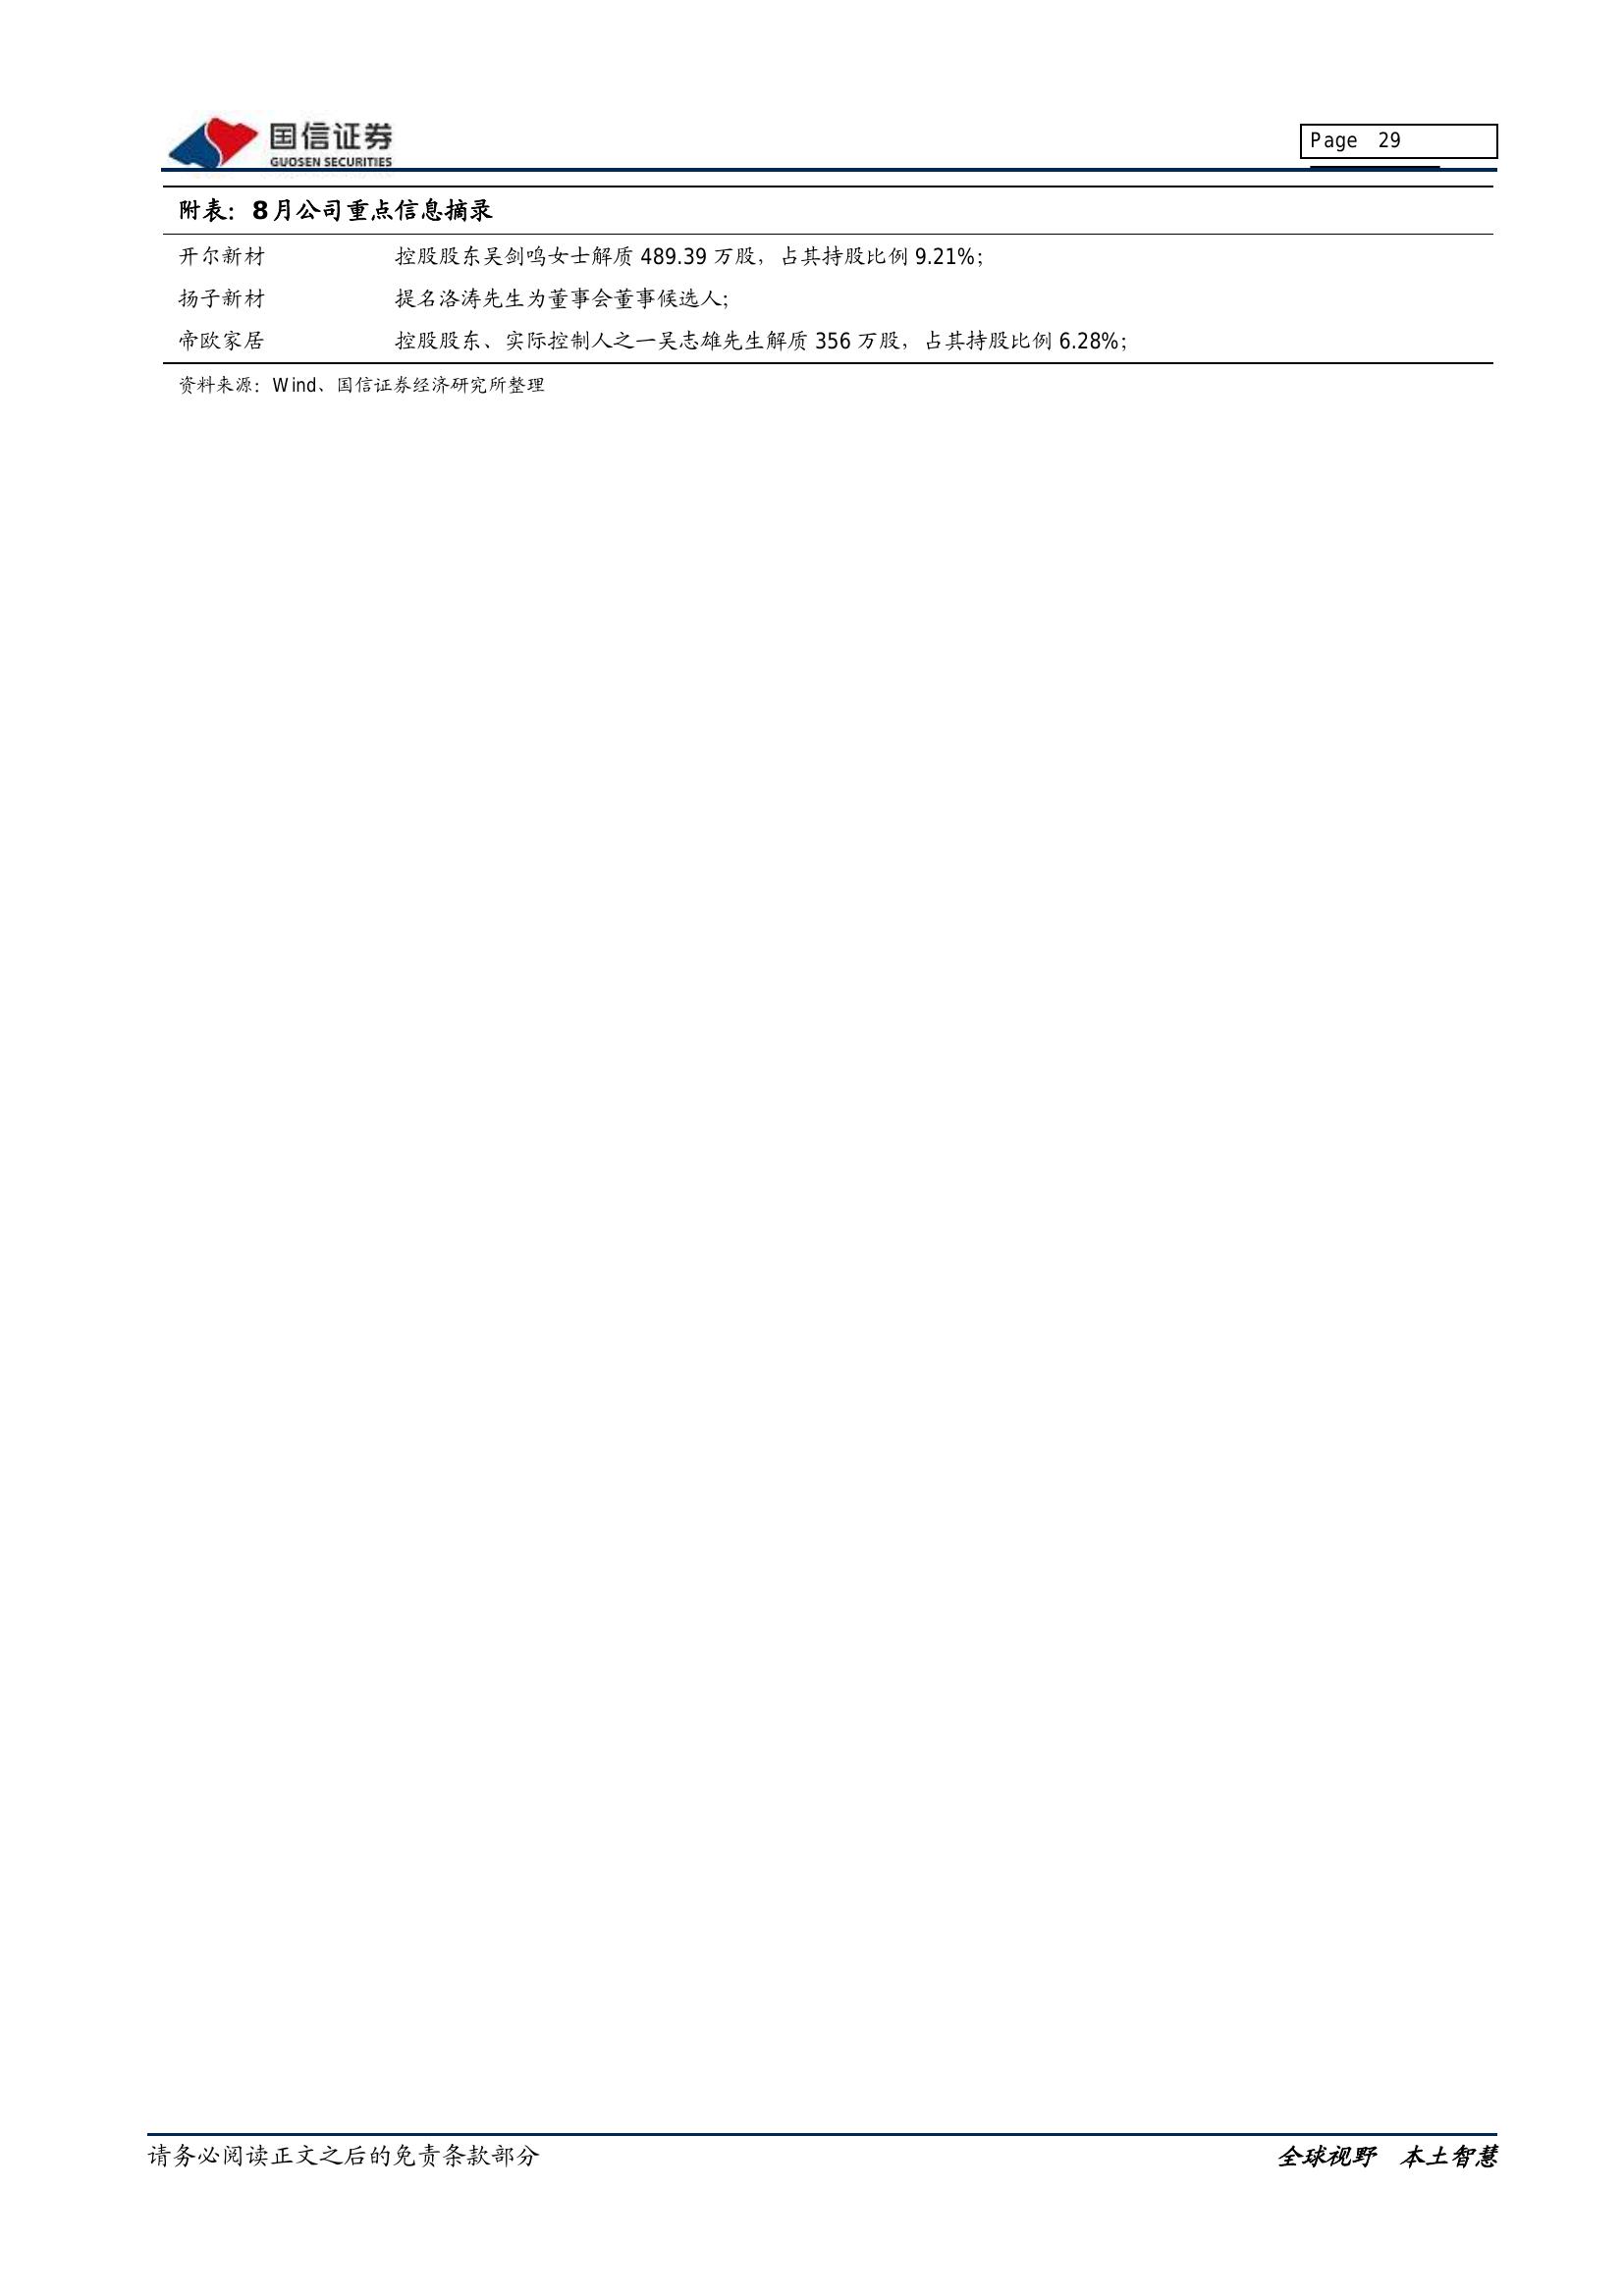 国信证券
GUOSEN SECURITIES
Page 29
附表：8 月公司重点信息摘录
开尔新材 控股股东吴剑鸣女士解质 489.39 万股，占其持股比例 9.21%；
扬子新材 提名洛涛先生为董事会董事候选人；
帝欧家居 控股股东、实际控制人之一吴志雄先生解质 356 万股，占其持股比例 6.28%；
资料来源：Wind、国信证券经济研究所整理
请务必阅读正文之后的免责条款部分
全球视野 本土智慧